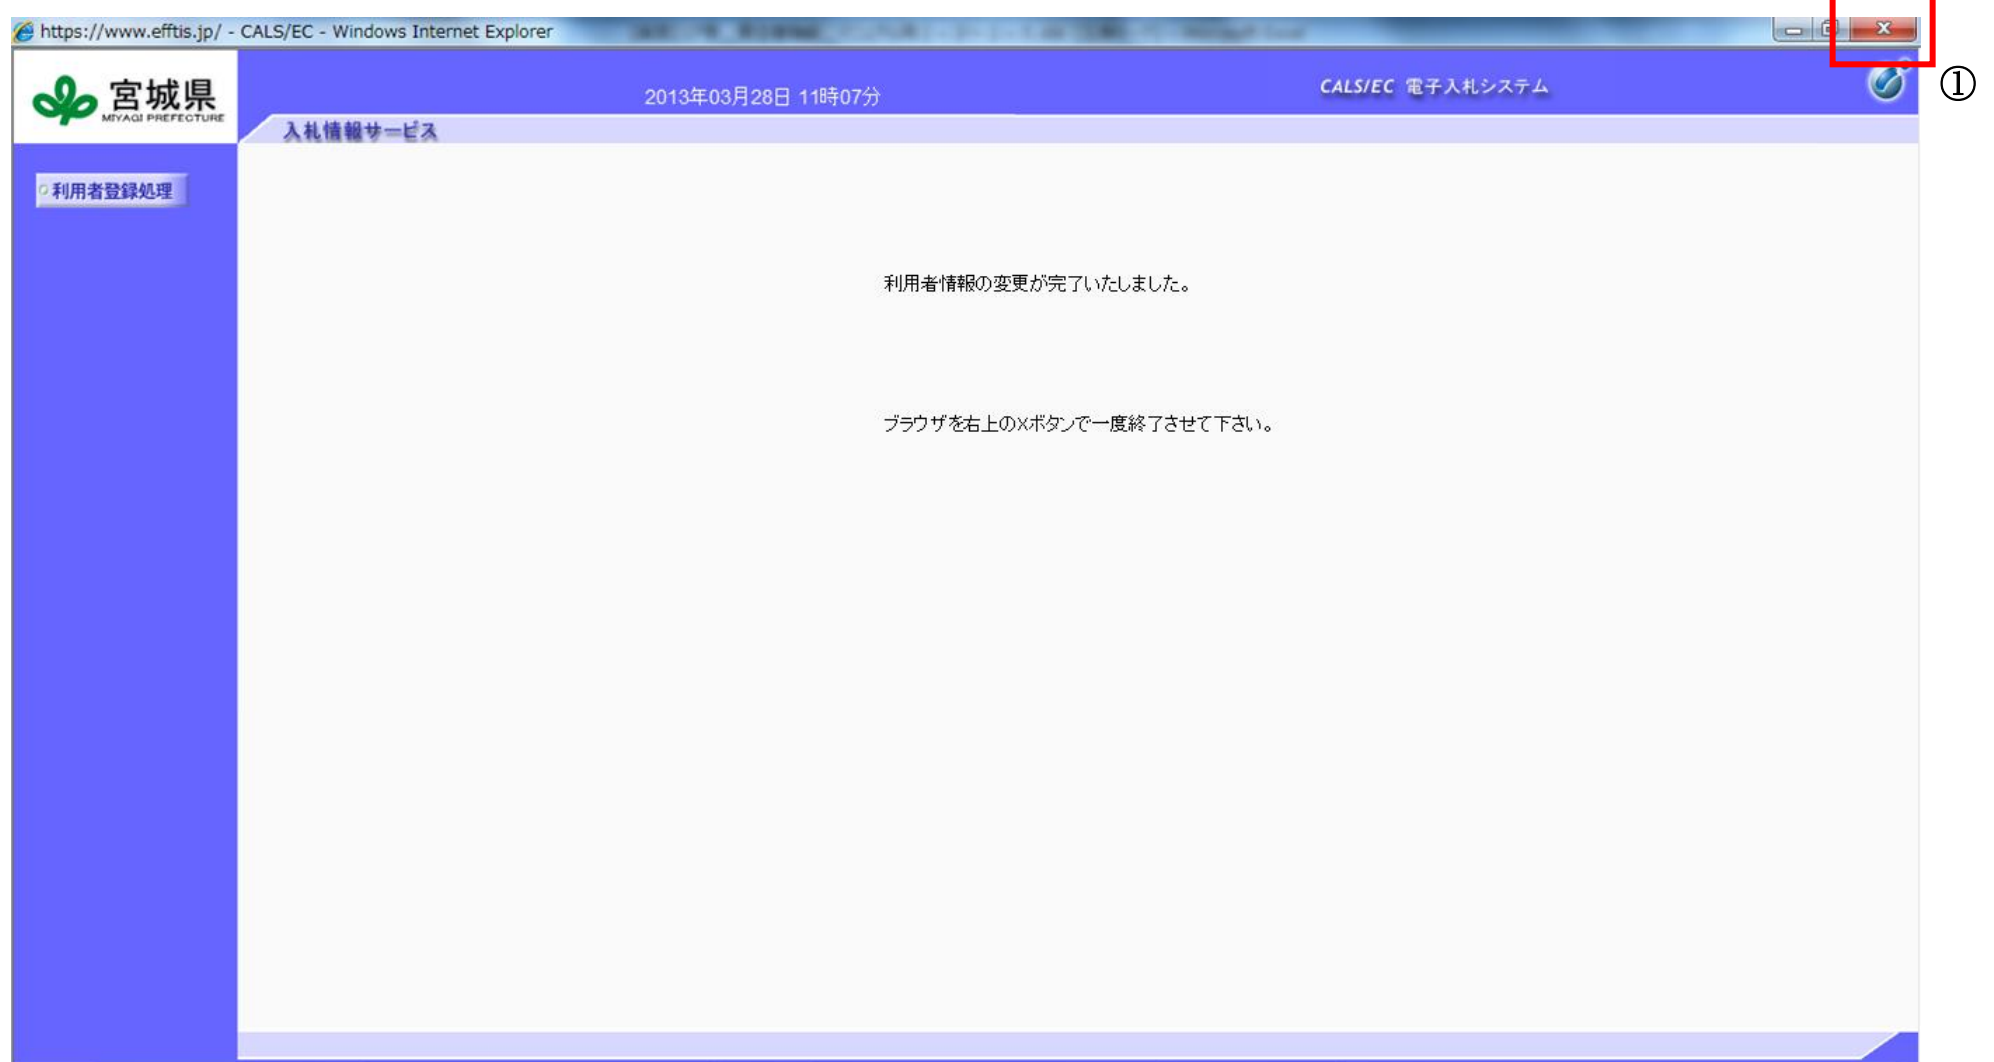 https://www.efftis.jp/ - CALS/EC - Windows Internet Explorer
①
宮城県
MIYAGI PREFECTURE
2013年03月28日 11時07分
CALS/EC 電子入札システム
入札情報サービス
利用者登録処理
利用者情報の変更が完了いたしました。
ブラウザを右上のXボタンで一度終了させて下さい。